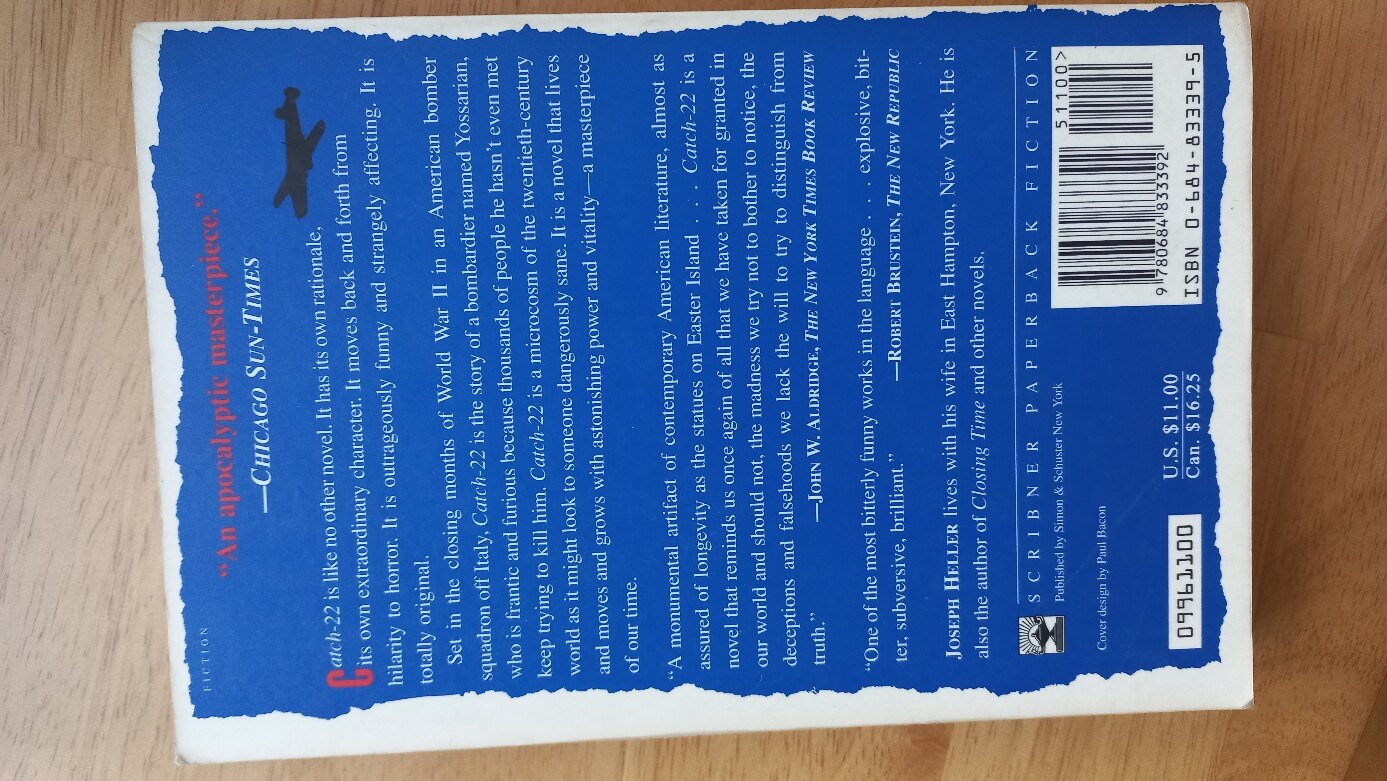 FICTION
“An apocalyptic masterpiece.”
—CHICAGO SUN-TIMES
Catch-22 is like no other novel. It has its own rationale,
its own extraordinary character. It moves back and forth from
hilarity to horror. It is outrageously funny and strangely affecting. It is
totally original.
Set in the closing months of World War II in an American bomber
squadron off Italy, Catch-22 is the story of a bombardier named Yossarian,
who is frantic and furious because thousands of people he hasn’t even met
keep trying to kill him. Catch-22 is a microcosm of the twentieth-century
world as it might look to someone dangerously sane. It is a novel that lives
and moves and grows with astonishing power and vitality—a masterpiece
of our time.
“A monumental artifact of contemporary American literature, almost as
assured of longevity as the statues on Easter Island . . . Catch-22 is a
novel that reminds us once again of all that we have taken for granted in
our world and should not, the madness we try not to bother to notice, the
deceptions and falsehoods we lack the will to try to distinguish from
truth.”
—JOHN W. ALDRIDGE, THE NEW YORK TIMES BOOK REVIEW
“One of the most bitterly funny works in the language . . . explosive, bit-
ter, subversive, brilliant.”
—ROBERT BRUSTEIN, THE NEW REPUBLIC
JOSEPH HELLER lives with his wife in East Hampton, New York. He is
also the author of Closing Time and other novels.
SCRIBNER PAPERBACK FICTION
Published by Simon & Schuster New York
Cover design by Paul Bacon
09961100
U.S. $11.00
Can. $16.25
51100>
9 780684 833392
ISBN 0-684-83339-5